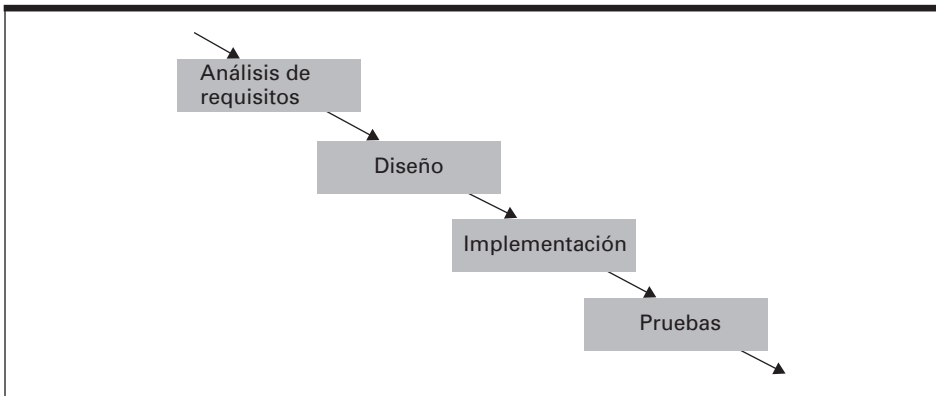 Análisis de
requisitos
Diseño
Implementación
Pruebas